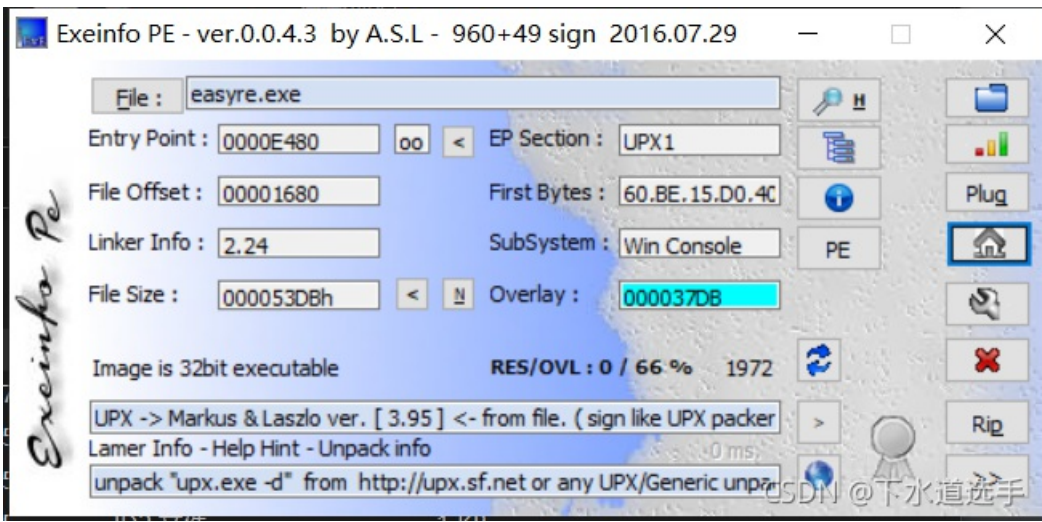 Exeinfo PE - ver.0.0.4.3 by A.S.L - 960+49 sign 2016.07.29
File : easyre.exe H
Entry Point : 0000E480 oo < EP Section : UPX1
File Offset : 00001680 First Bytes : 60.BE.15.D0.4C Plug
Linker Info : 2.24 SubSystem : Win Console PE
File Size : 000053DBh < N Overlay : 000037DB
Image is 32bit executable RES/OVL : 0 / 66 % 1972
UPX -> Markus & Laszlo ver. [ 3.95 ] <- from file. ( sign like UPX packer > Rip
Lamer Info - Help Hint - Unpack info 0 ms.
unpack "upx.exe -d" from http://upx.sf.net or any UPX/Generic unpa >>
Exeinfo Pe
CSDN @下水道选手